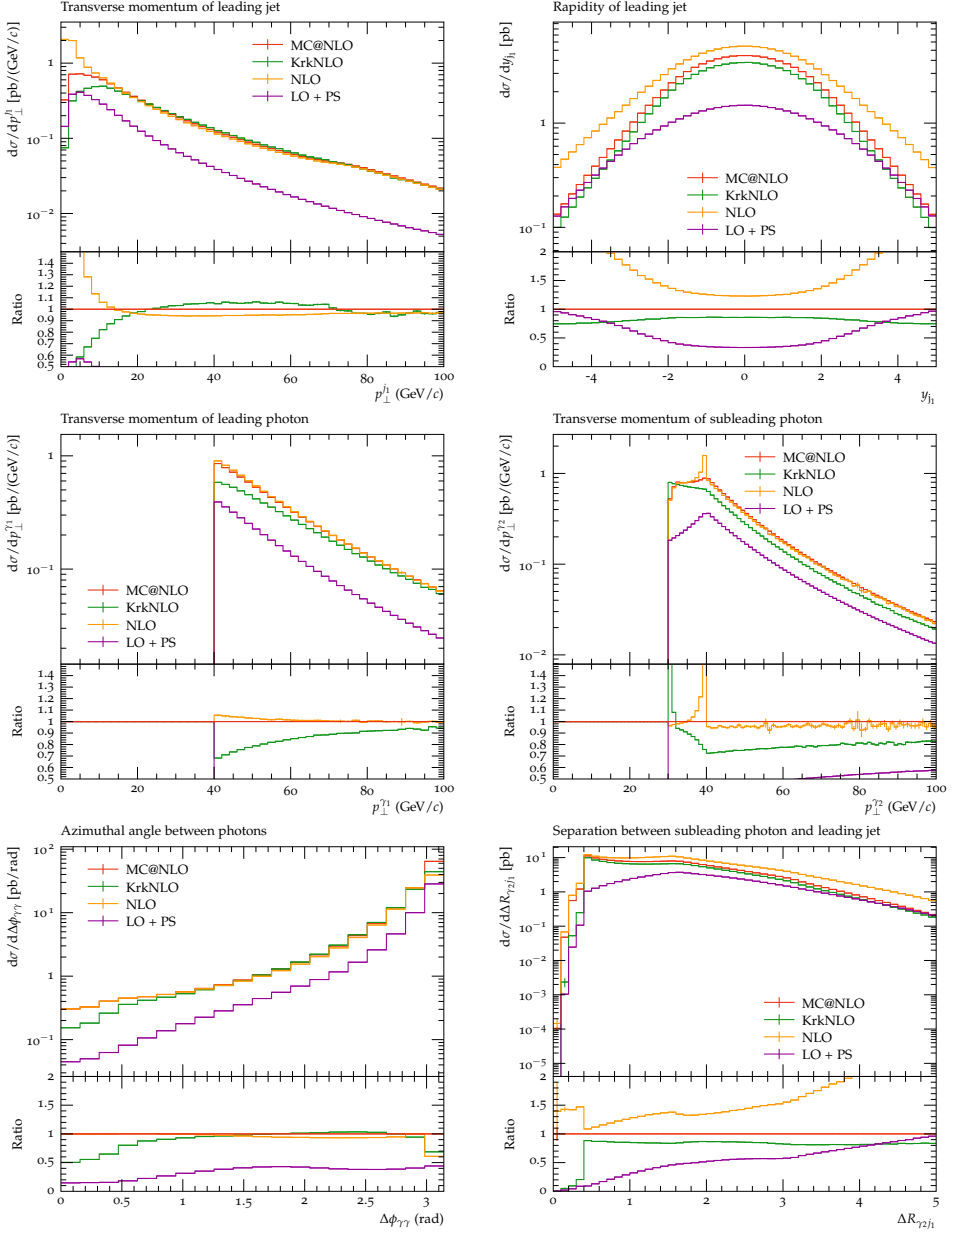 Transverse momentum of leading jet
dσ/dp⊥^j1 [pb/(GeV/c)]
1
10⁻¹
10⁻²
MC@NLO
KrkNLO
NLO
LO + PS
Ratio
1.4
1.3
1.2
1.1
1
0.9
0.8
0.7
0.6
0.5
0 20 40 60 80 100
p⊥^j1 (GeV/c)
Rapidity of leading jet
dσ/dy_j1 [pb]
1
10⁻¹
MC@NLO
KrkNLO
NLO
LO + PS
Ratio
2
1.5
1
0.5
0
-4 -2 0 2 4
y_j1
Transverse momentum of leading photon
dσ/dp⊥^γ1 [pb/(GeV/c)]
1
10⁻¹
MC@NLO
KrkNLO
NLO
LO + PS
Ratio
1.4
1.3
1.2
1.1
1
0.9
0.8
0.7
0.6
0.5
0 20 40 60 80 100
p⊥^γ1 (GeV/c)
Transverse momentum of subleading photon
dσ/dp⊥^γ2 [pb/(GeV/c)]
1
10⁻¹
10⁻²
MC@NLO
KrkNLO
NLO
LO + PS
Ratio
1.4
1.3
1.2
1.1
1
0.9
0.8
0.7
0.6
0.5
0 20 40 60 80 100
p⊥^γ2 (GeV/c)
Azimuthal angle between photons
dσ/dΔϕγγ [pb/rad]
10²
10¹
1
10⁻¹
MC@NLO
KrkNLO
NLO
LO + PS
Ratio
2
1.5
1
0.5
0
0 0.5 1 1.5 2 2.5 3
Δϕγγ (rad)
Separation between subleading photon and leading jet
dσ/dΔRγ2j1 [pb]
10¹
1
10⁻¹
10⁻²
10⁻³
10⁻⁴
10⁻⁵
MC@NLO
KrkNLO
NLO
LO + PS
Ratio
2
1.5
1
0.5
0
0 1 2 3 4 5
ΔRγ2j1